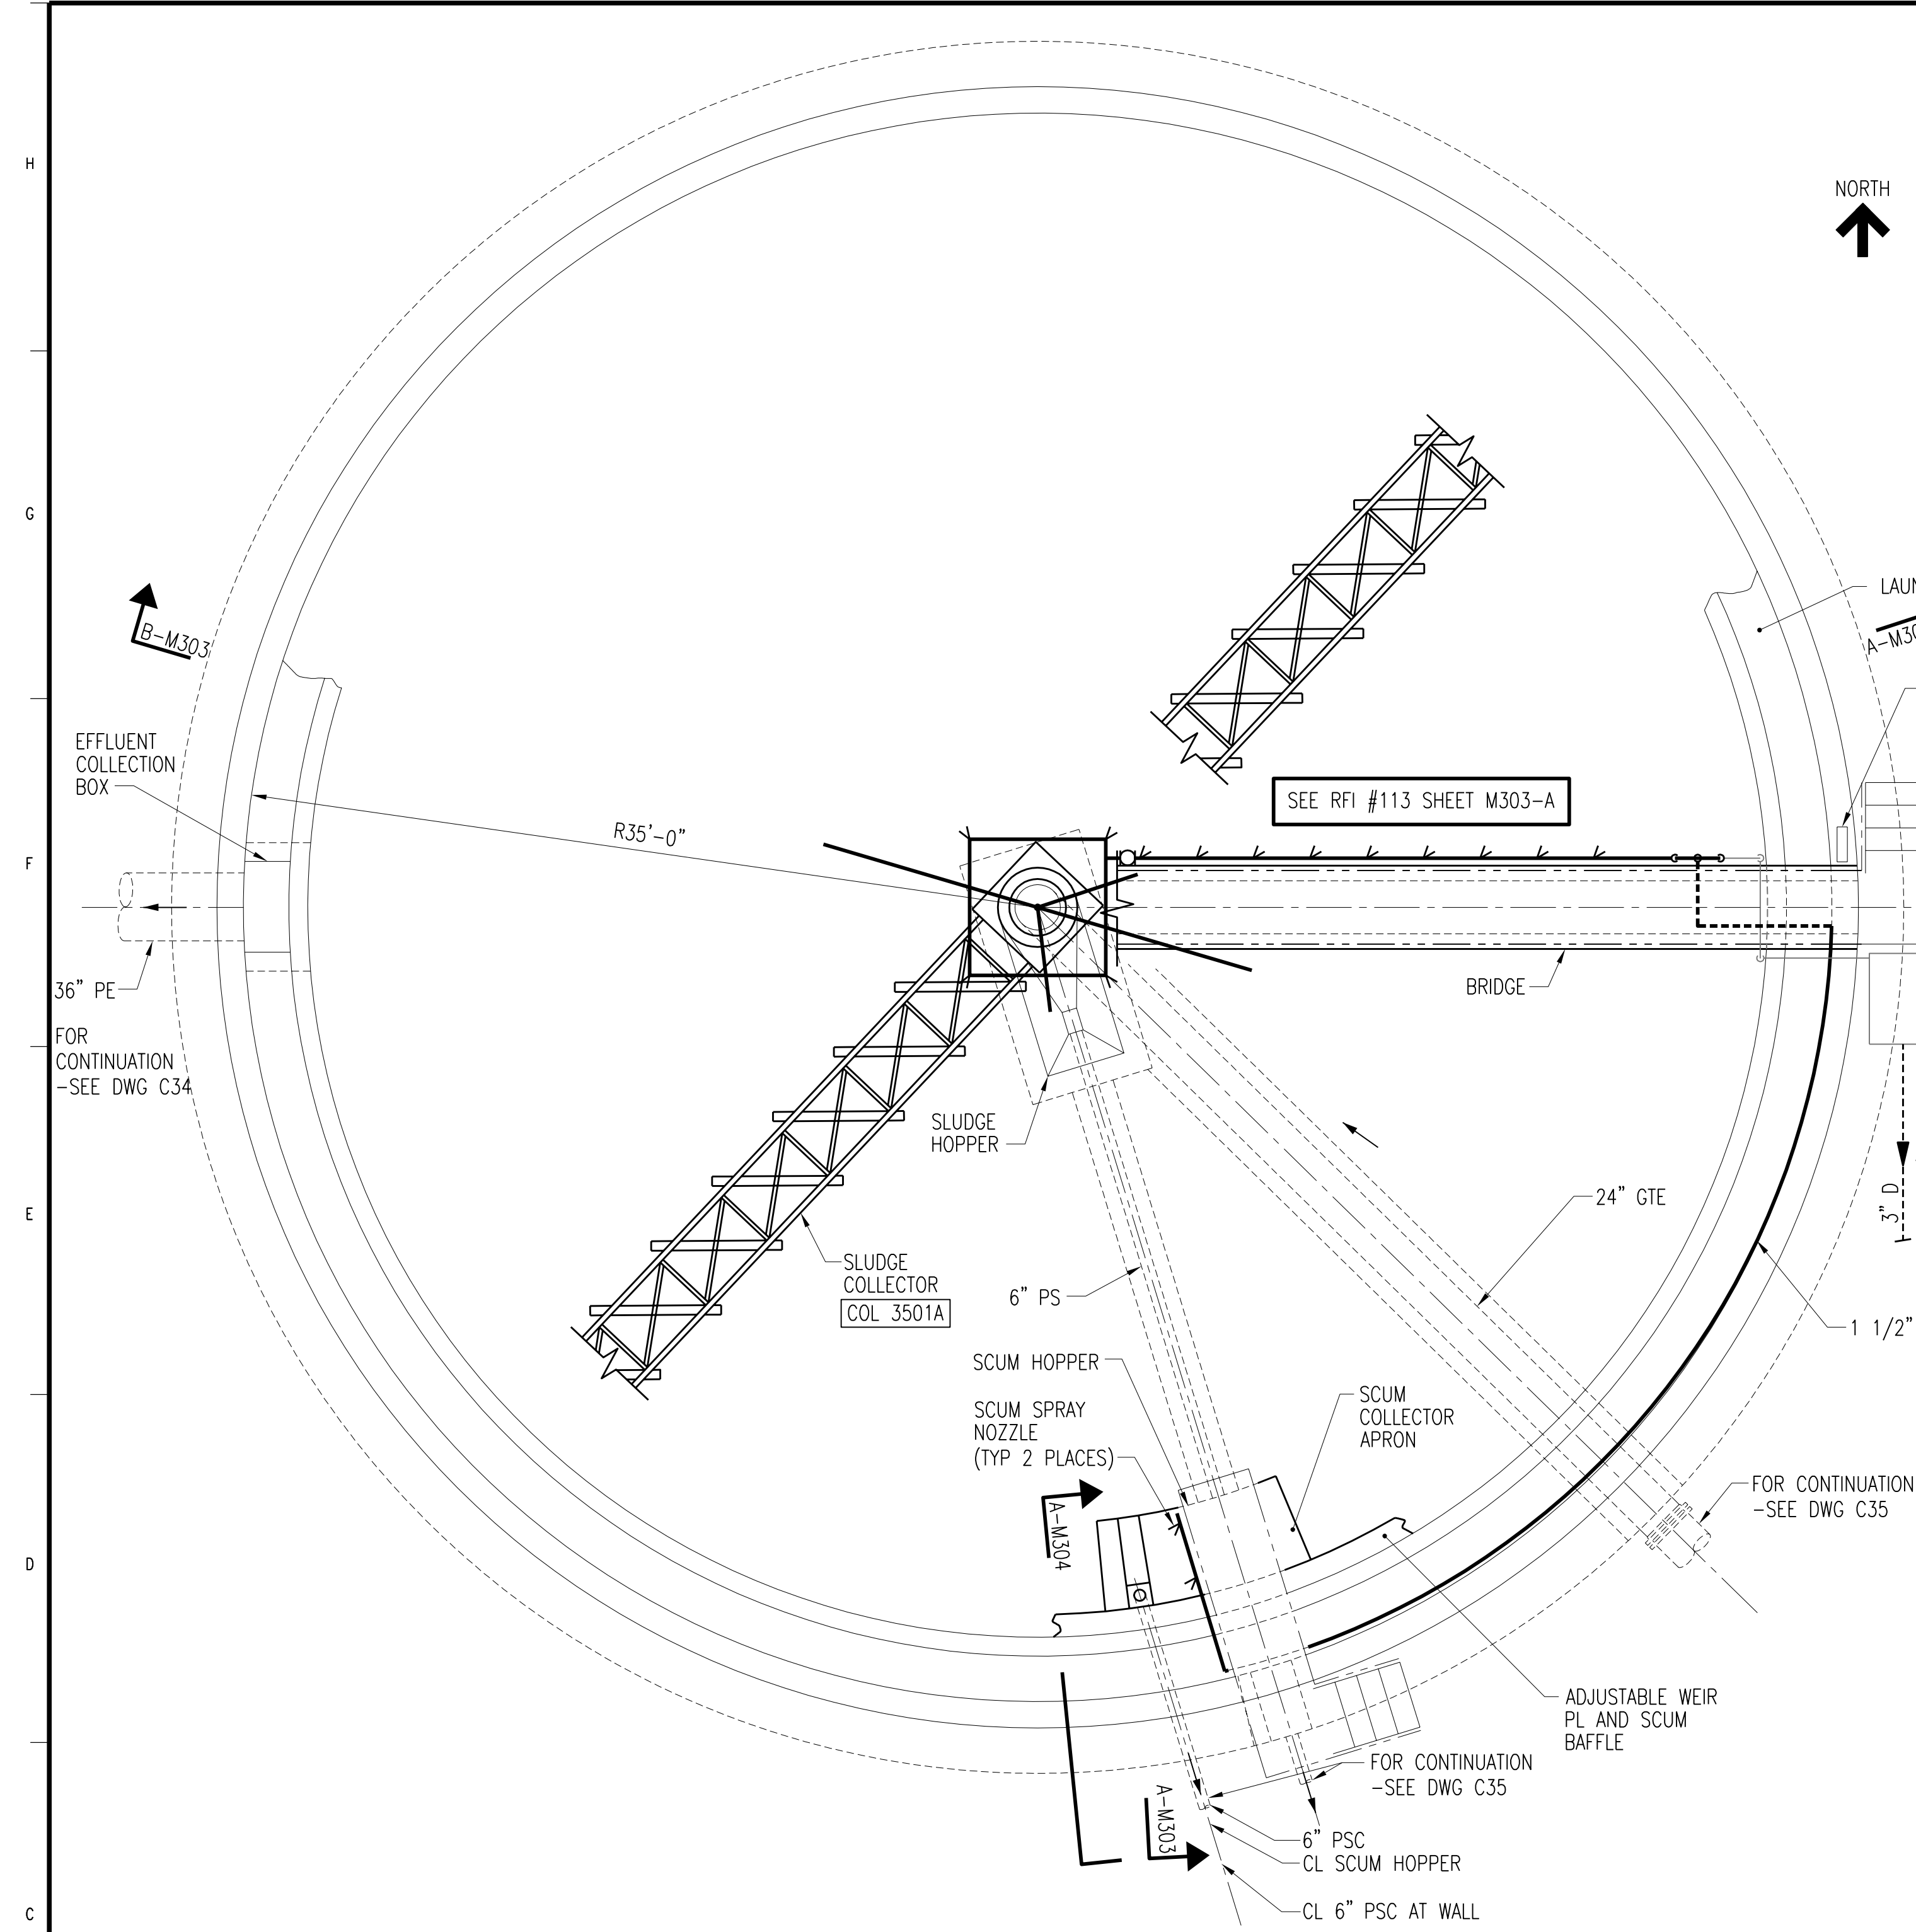 H
NORTH
G
LAUN
A-M30
B-M303
EFFLUENT
COLLECTION
BOX
SEE RFI #113 SHEET M303-A
R35'-0"
F
36" PE
BRIDGE
FOR
CONTINUATION
-SEE DWG C34
SLUDGE
HOPPER
24" GTE
3" D
E
SLUDGE
COLLECTOR
COL 3501A
6" PS
1 1/2"
SCUM HOPPER
SCUM
COLLECTOR
APRON
SCUM SPRAY
NOZZLE
(TYP 2 PLACES)
FOR CONTINUATION
-SEE DWG C35
A-M304
D
ADJUSTABLE WEIR
PL AND SCUM
BAFFLE
FOR CONTINUATION
-SEE DWG C35
A-M303
6" PSC
CL SCUM HOPPER
CL 6" PSC AT WALL
C